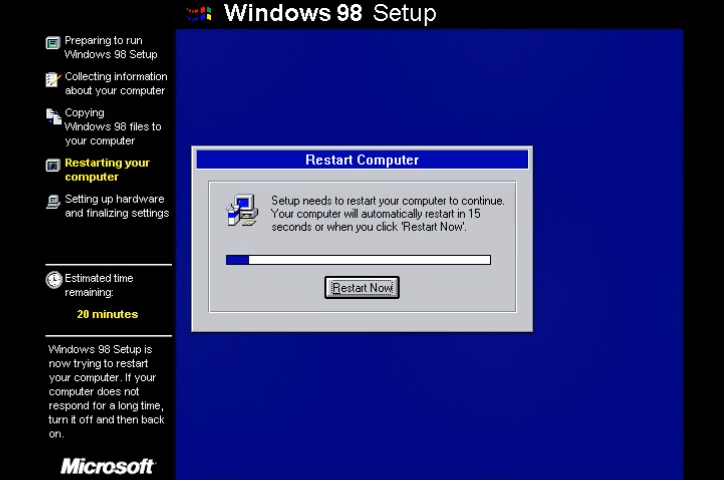 Windows 98 Setup
Preparing to run
Windows 98 Setup
Collecting information
about your computer
Copying
Windows 98 files to
your computer
Restarting your
computer
Setting up hardware
and finalizing settings
Estimated time
remaining:
20 minutes
Windows 98 Setup is
now trying to restart
your computer. If your
computer does not
respond for a long time,
turn it off and then back
on.
Microsoft
Restart Computer
Setup needs to restart your computer to continue.
Your computer will automatically restart in 15
seconds or when you click 'Restart Now'.
Restart Now